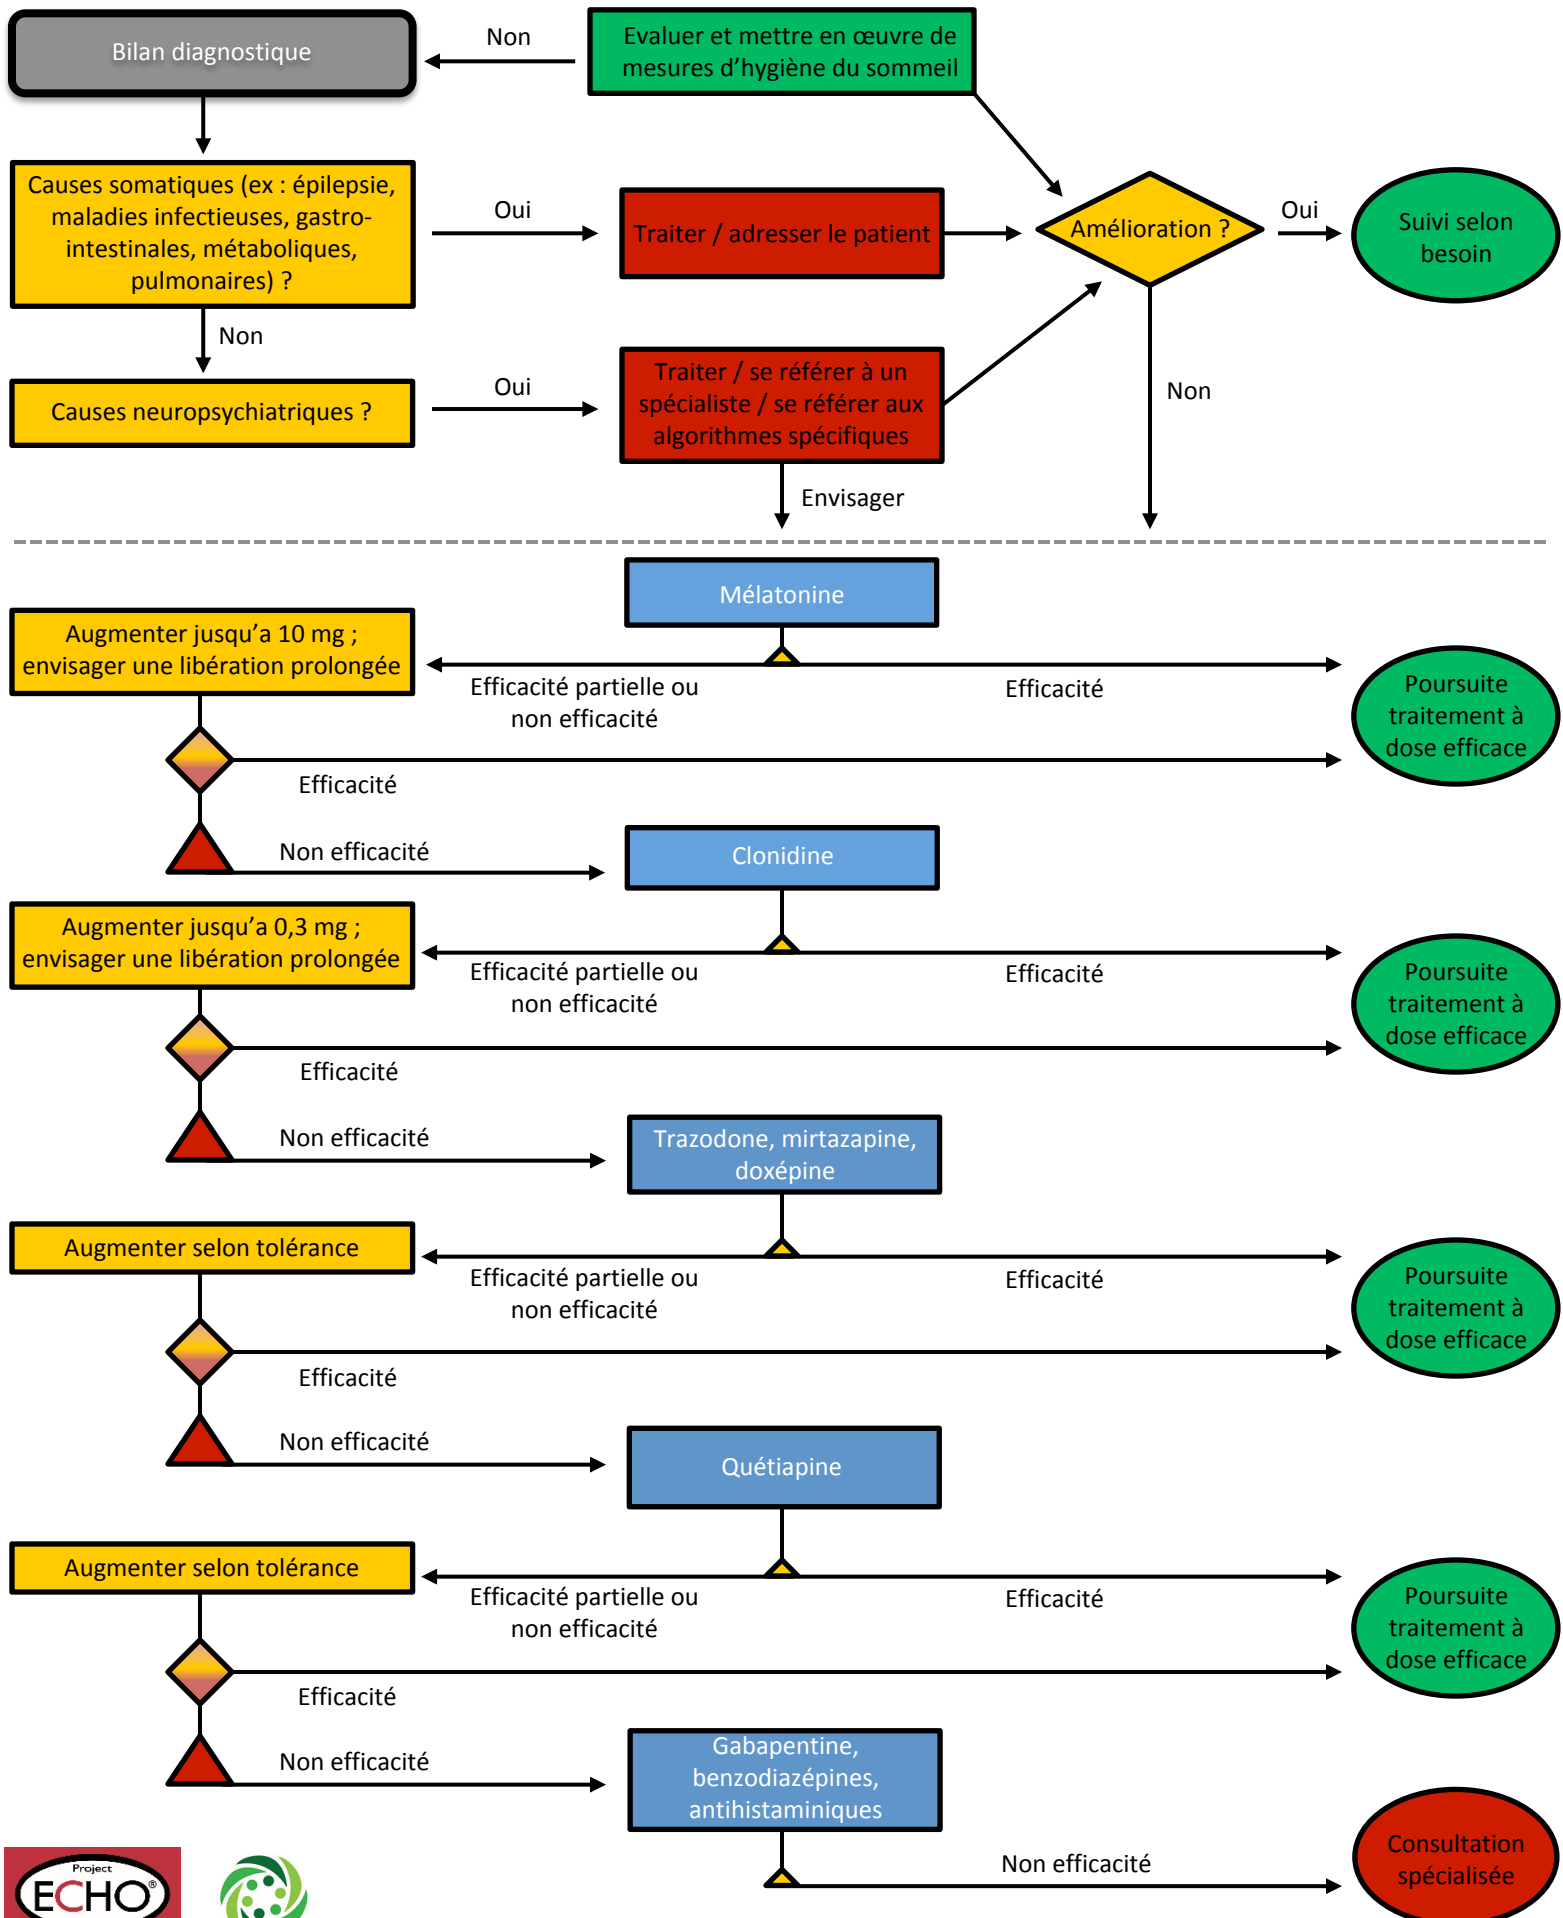 Bilan diagnostique
Non
Evaluer et mettre en œuvre de
mesures d’hygiène du sommeil
Causes somatiques (ex : épilepsie,
maladies infectieuses, gastro-
intestinales, métaboliques,
pulmonaires) ?
Oui
Traiter / adresser le patient
Amélioration ?
Oui
Suivi selon
besoin
Non
Causes neuropsychiatriques ?
Oui
Traiter / se référer à un
spécialiste / se référer aux
algorithmes spécifiques
Non
Envisager
Mélatonine
Augmenter jusqu’a 10 mg ;
envisager une libération prolongée
Efficacité partielle ou
non efficacité
Efficacité
Poursuite
traitement à
dose efficace
Efficacité
Non efficacité
Clonidine
Augmenter jusqu’a 0,3 mg ;
envisager une libération prolongée
Efficacité partielle ou
non efficacité
Efficacité
Poursuite
traitement à
dose efficace
Efficacité
Non efficacité
Trazodone, mirtazapine,
doxépine
Augmenter selon tolérance
Efficacité partielle ou
non efficacité
Efficacité
Poursuite
traitement à
dose efficace
Efficacité
Non efficacité
Quétiapine
Augmenter selon tolérance
Efficacité partielle ou
non efficacité
Efficacité
Poursuite
traitement à
dose efficace
Efficacité
Non efficacité
Gabapentine,
benzodiazépines,
antihistaminiques
Non efficacité
Consultation
spécialisée
Project
ECHO®